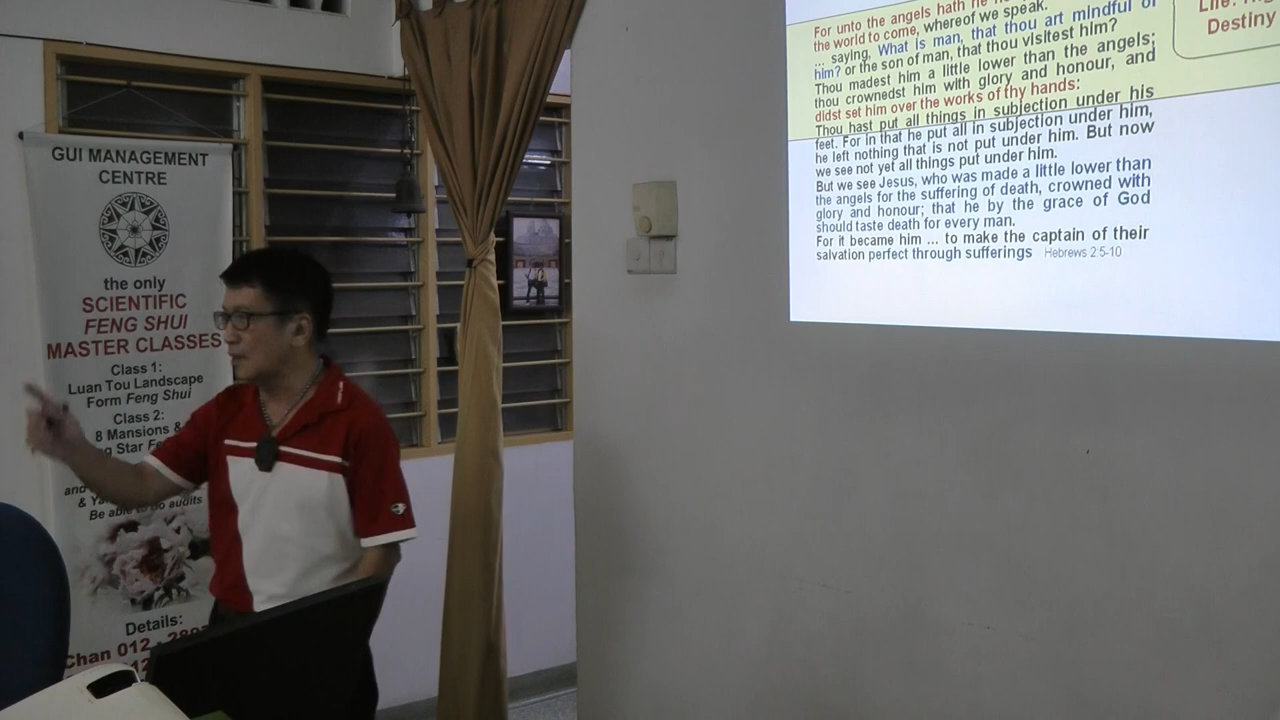 GUI MANAGEMENT
CENTRE
the only
SCIENTIFIC
FENG SHUI
MASTER CLASSES
Class 1:
Luan Tou Landscape
Form Feng Shui
Class 2:
8 Mansions &
Star
and
&
Be able to do audits
Details:
Chan 012 -
For unto the angels hath he
the world to come, whereof we speak.
... saying, What is man, that thou art mindful of
him? or the son of man, that thou visitest him?
Thou madest him a little lower than the angels;
thou crownedst him with glory and honour, and
didst set him over the works of thy hands:
Thou hast put all things in subjection under his
feet. For in that he put all in subjection under him,
he left nothing that is not put under him. But now
we see not yet all things put under him.
But we see Jesus, who was made a little lower than
the angels for the suffering of death, crowned with
glory and honour; that he by the grace of God
should taste death for every man.
For it became him ... to make the captain of their
salvation perfect through sufferings Hebrews 2:5-10
Life:
Destiny